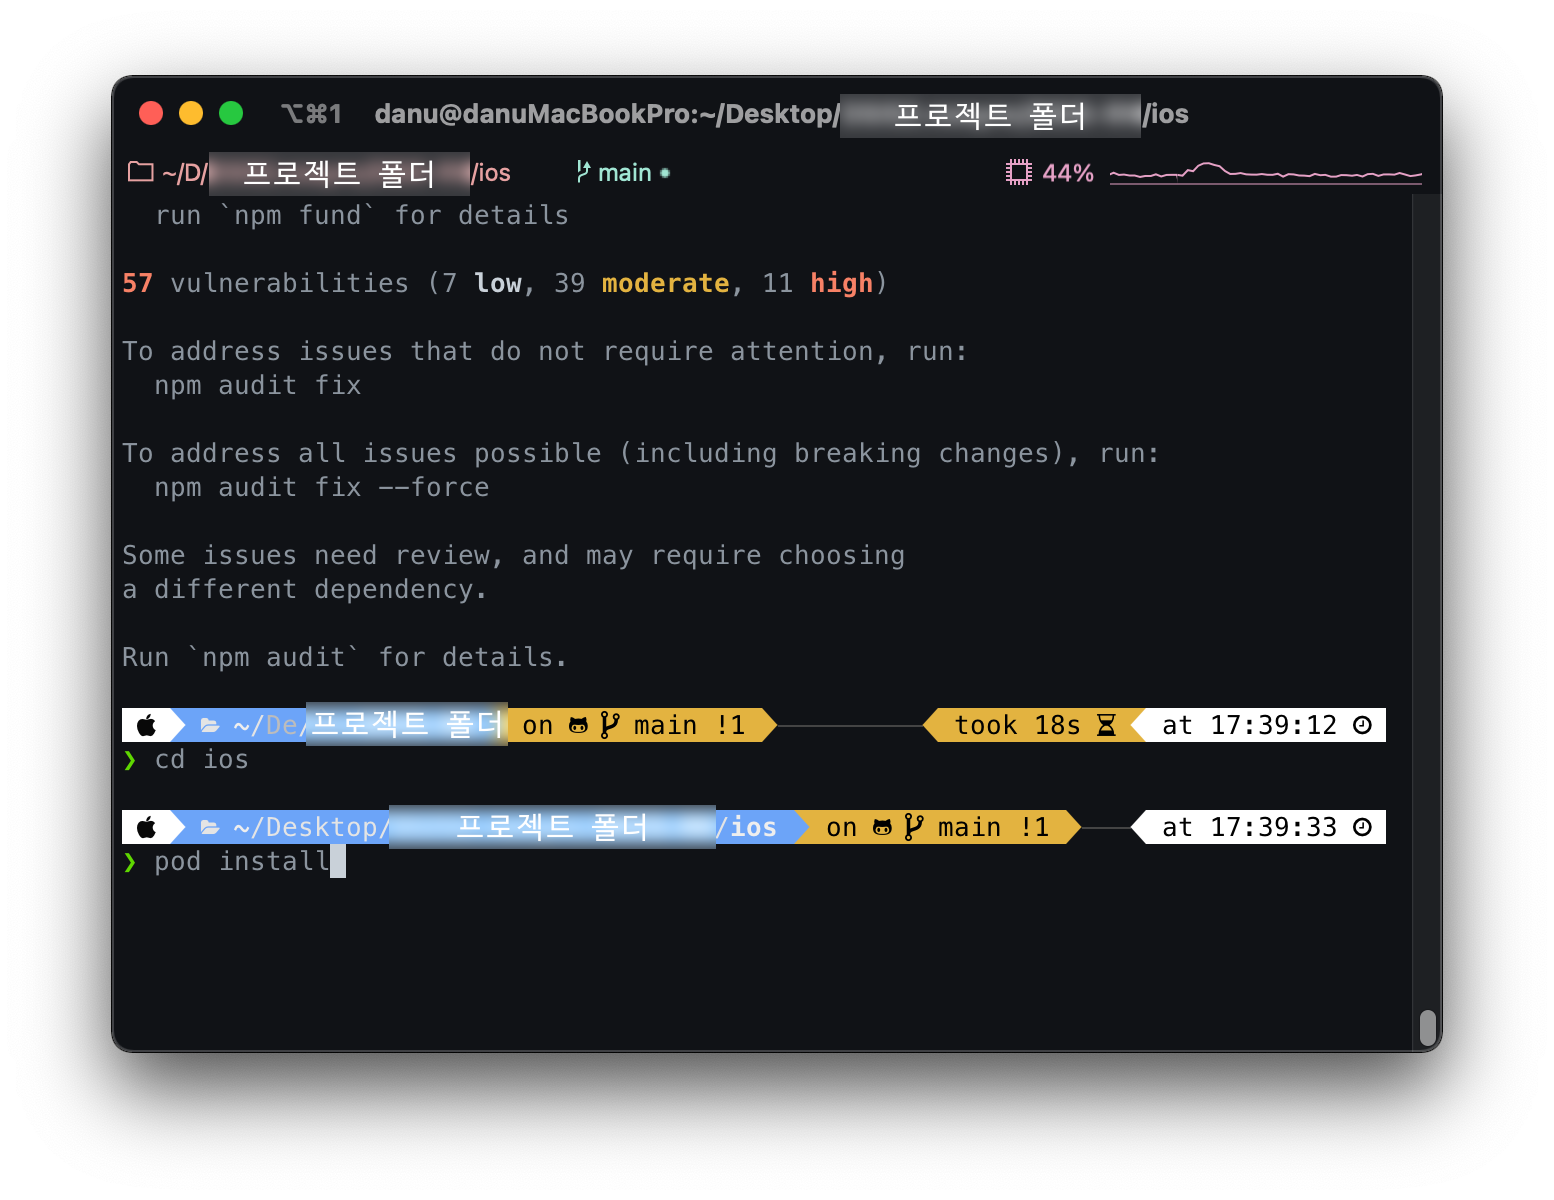 ⌥⌘1 danu@danuMacBookPro:~/Desktop/프로젝트 폴더/ios
~/D/프로젝트 폴더/ios main 44%
run `npm fund` for details
57 vulnerabilities (7 low, 39 moderate, 11 high)
To address issues that do not require attention, run:
npm audit fix
To address all issues possible (including breaking changes), run:
npm audit fix --force
Some issues need review, and may require choosing
a different dependency.
Run `npm audit` for details.
~/De/프로젝트 폴더 on main !1 took 18s at 17:39:12
❯ cd ios
~/Desktop/프로젝트 폴더/ios on main !1 at 17:39:33
❯ pod install